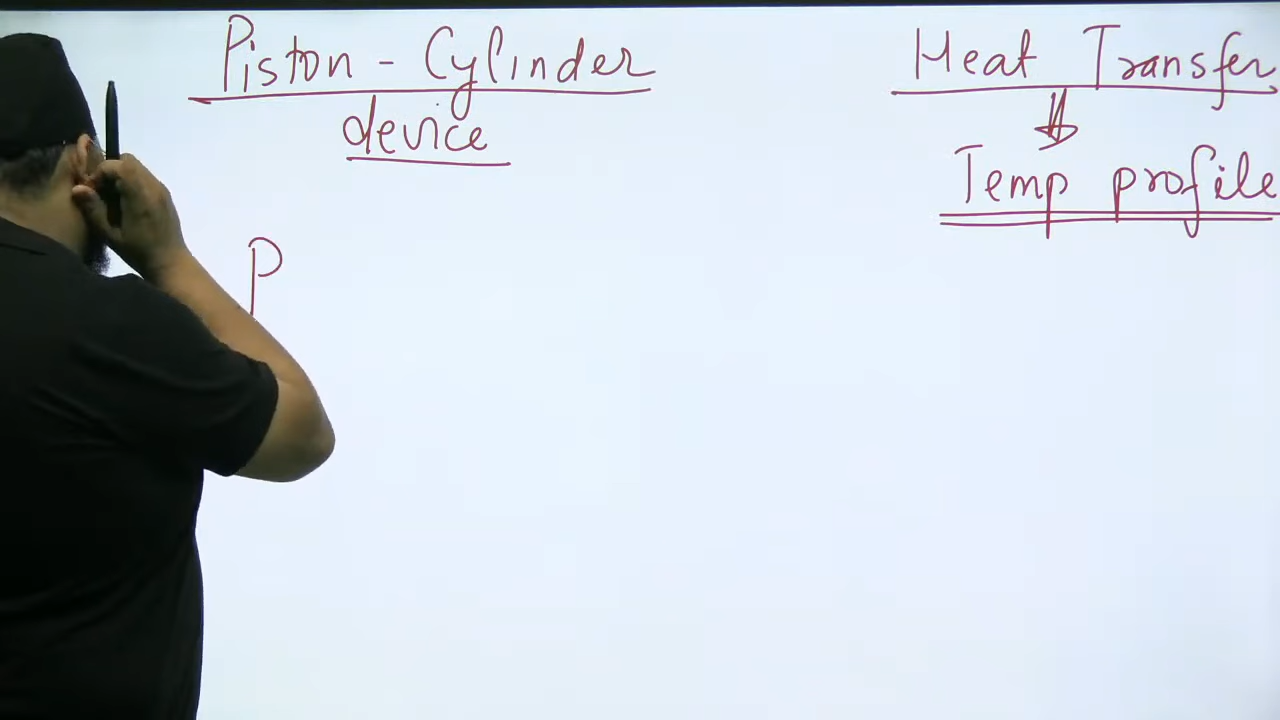 Piston - Cylinder
device
Heat Transfer
Temp profile
P